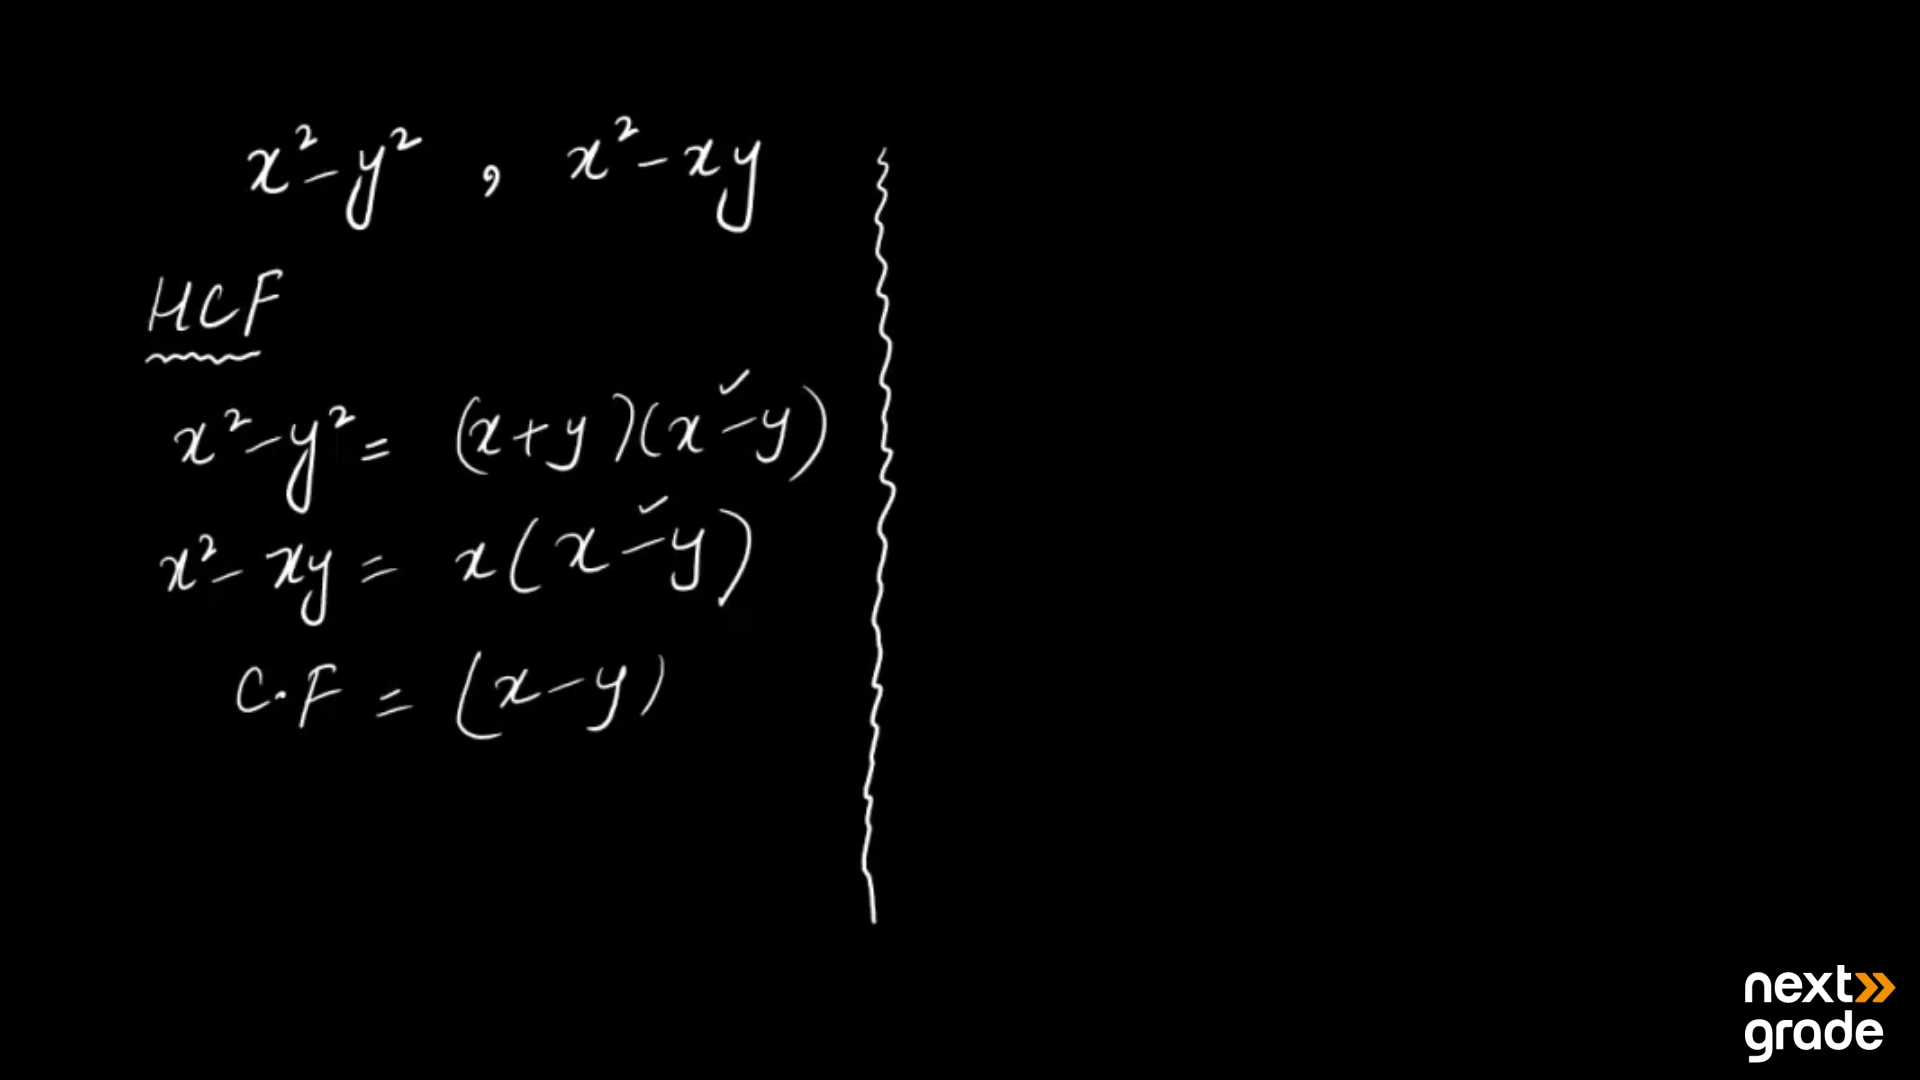 x² - y² , x² - xy
HCF
x² - y² = (x + y)(x - y)
x² - xy = x(x - y)
C.F = (x - y)
next
grade